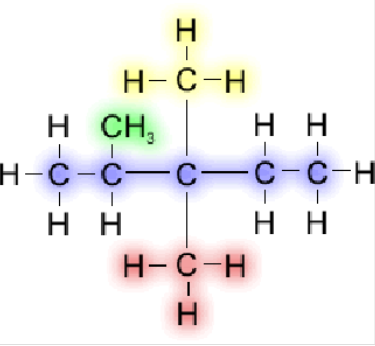 H
H–C–H
H CH₃ H H
H–C–C–C–C–C–H
H H H H
H–C–H
H